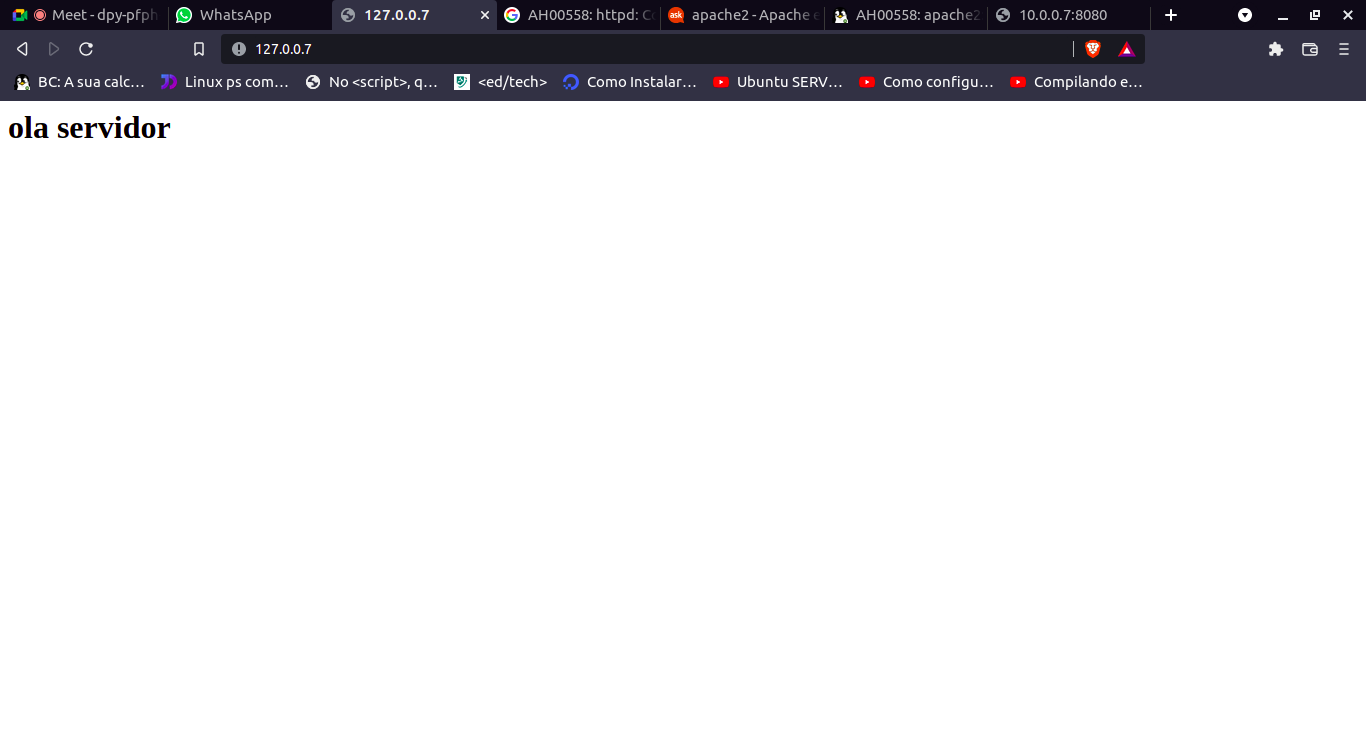 Meet - dpy-pfph
WhatsApp
127.0.0.7
AH00558: httpd: Co
apache2 - Apache e
AH00558: apache2
10.0.0.7:8080
127.0.0.7
BC: A sua calc…
Linux ps com…
No <script>, q…
<ed/tech>
Como Instalar…
Ubuntu SERV…
Como configu…
Compilando e…
ola servidor